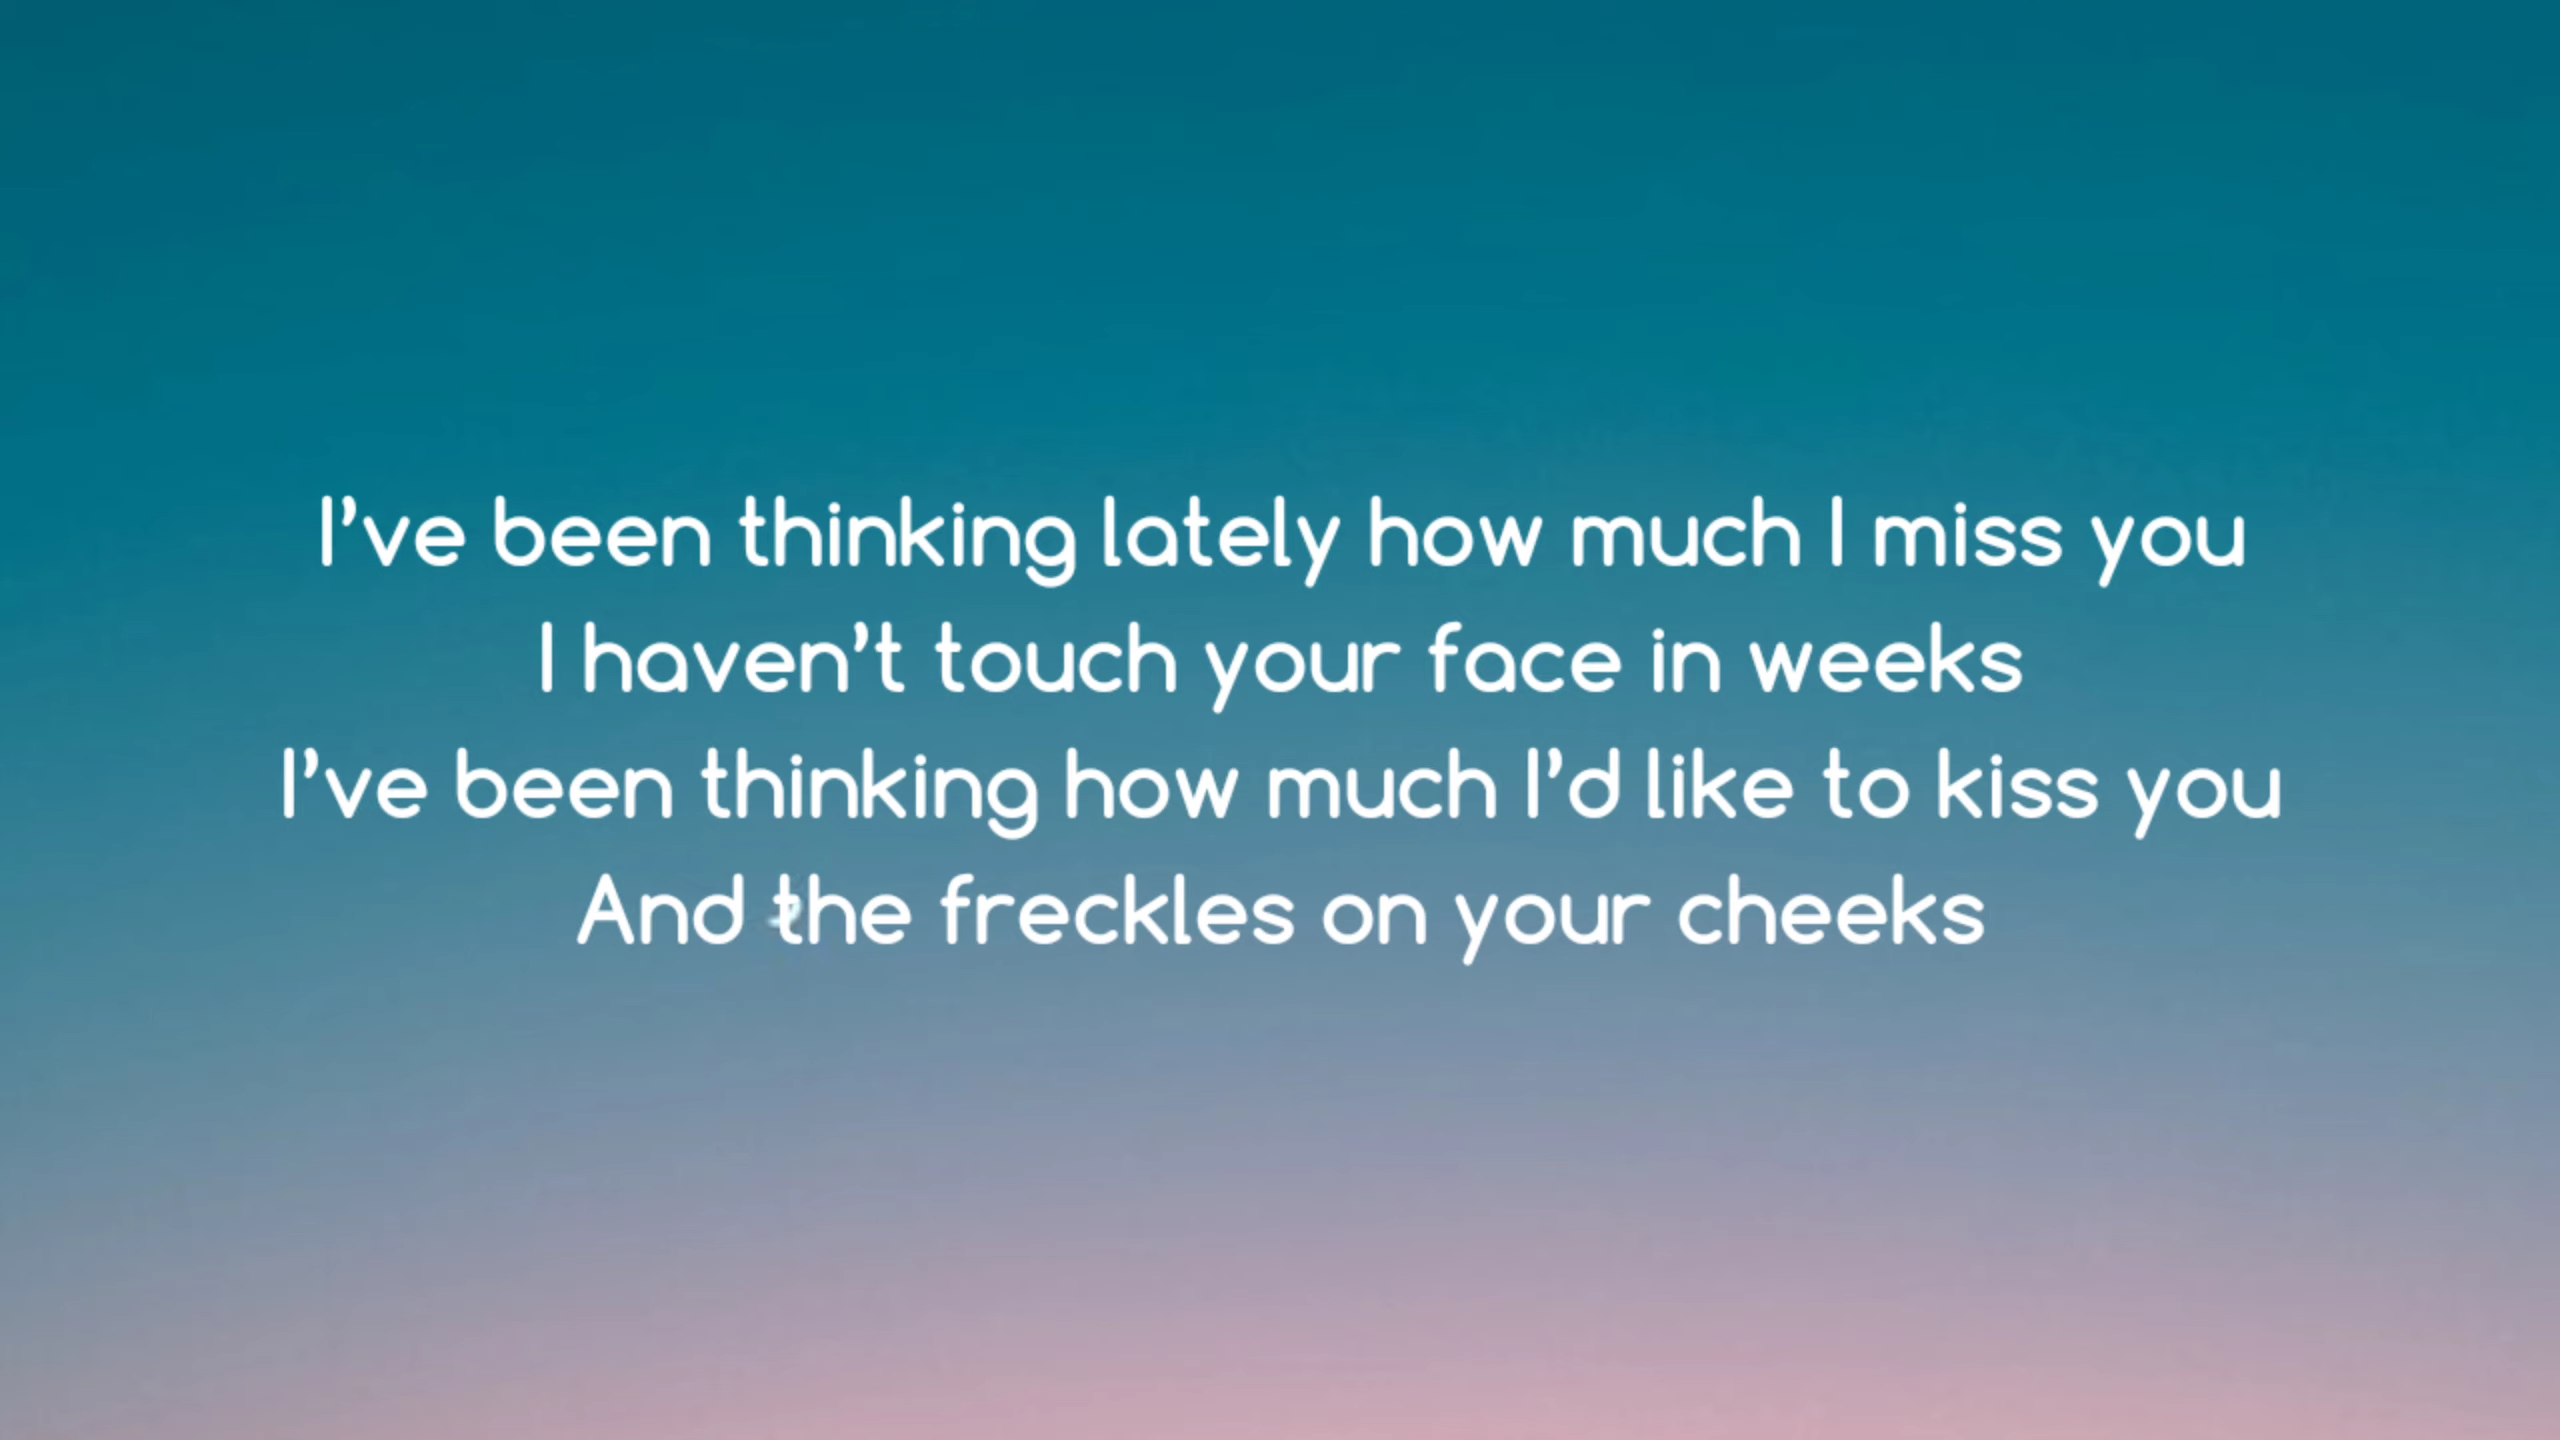 I’ve been thinking lately how much I miss you
I haven’t touch your face in weeks
I’ve been thinking how much I’d like to kiss you
And the freckles on your cheeks